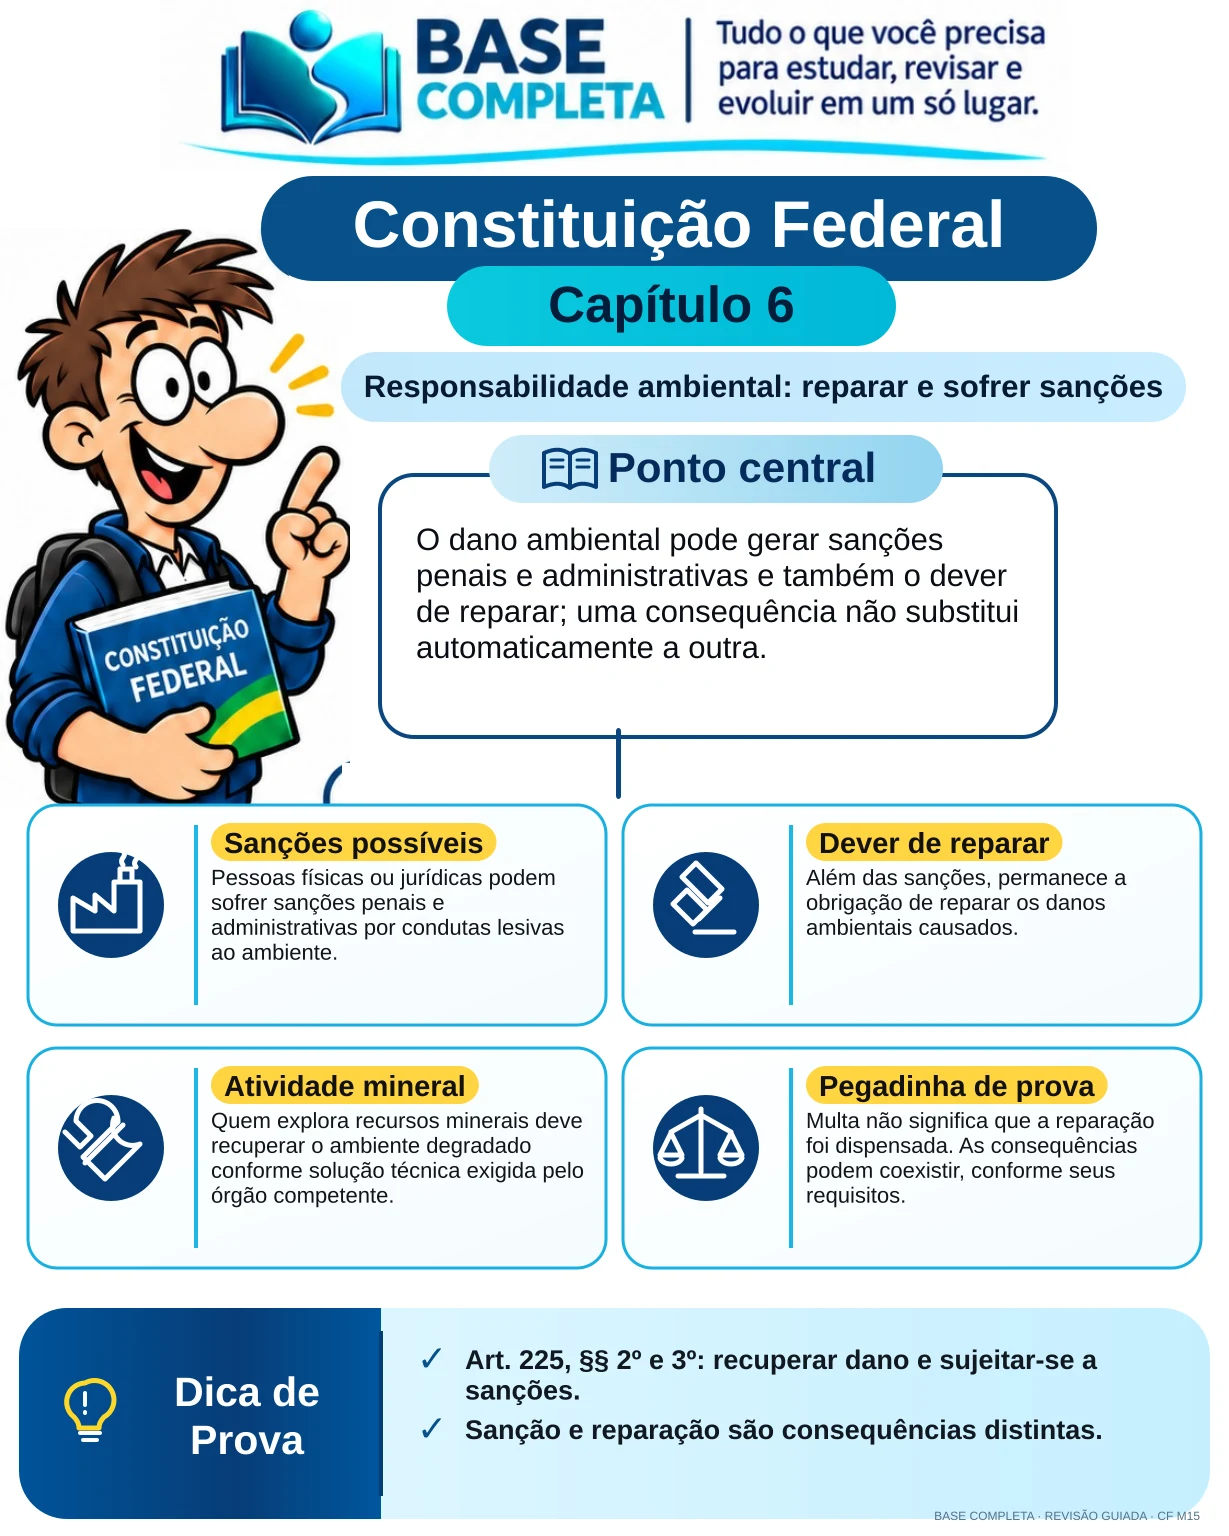 BASE
COMPLETA
Tudo o que você precisa
para estudar, revisar e
evoluir em um só lugar.
Constituição Federal
Capítulo 6
Responsabilidade ambiental: reparar e sofrer sanções
Ponto central
O dano ambiental pode gerar sanções
penais e administrativas e também o dever
de reparar; uma consequência não substitui
automaticamente a outra.
CONSTITUIÇÃO
FEDERAL
Sanções possíveis
Pessoas físicas ou jurídicas podem
sofrer sanções penais e
administrativas por condutas lesivas
ao ambiente.
Dever de reparar
Além das sanções, permanece a
obrigação de reparar os danos
ambientais causados.
Atividade mineral
Quem explora recursos minerais deve
recuperar o ambiente degradado
conforme solução técnica exigida pelo
órgão competente.
Pegadinha de prova
Multa não significa que a reparação
foi dispensada. As consequências
podem coexistir, conforme seus
requisitos.
Dica de
Prova
✓ Art. 225, §§ 2º e 3º: recuperar dano e sujeitar-se a
sanções.
✓ Sanção e reparação são consequências distintas.
BASE COMPLETA · REVISÃO GUIADA · CF M15